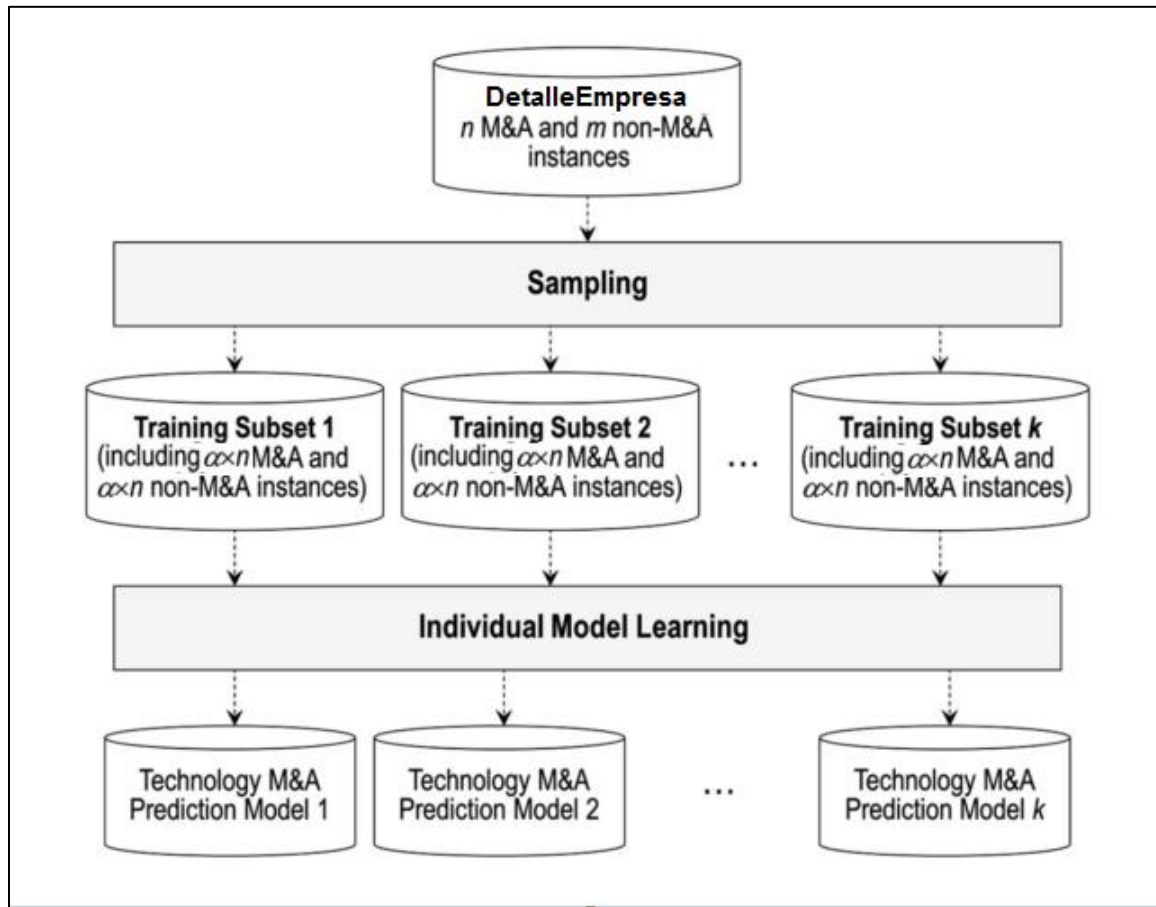 DetalleEmpresa
n M&A and m non-M&A
instances
Sampling
Training Subset 1
(including α×n M&A and
α×n non-M&A instances)
Training Subset 2
(including α×n M&A and
α×n non-M&A instances)
...
Training Subset k
(including α×n M&A and
α×n non-M&A instances)
Individual Model Learning
Technology M&A
Prediction Model 1
Technology M&A
Prediction Model 2
...
Technology M&A
Prediction Model k